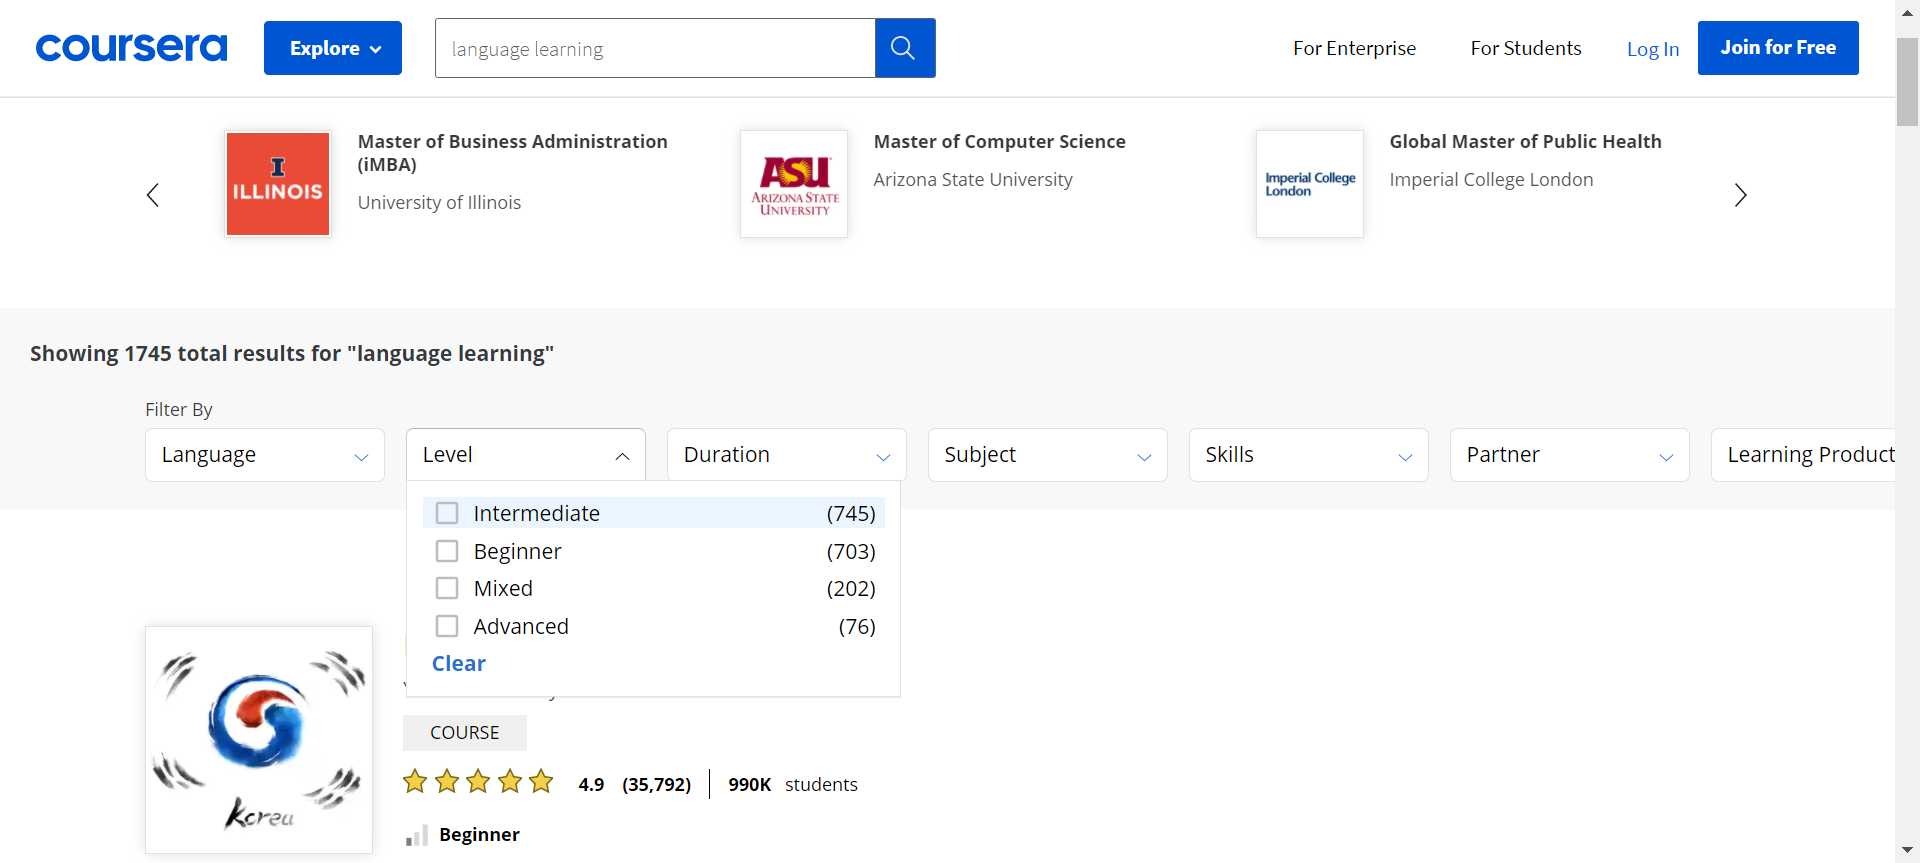 coursera
Explore
language learning
For Enterprise
For Students
Log In
Join for Free
I
ILLINOIS
Master of Business Administration
(iMBA)
University of Illinois
ASU
ARIZONA STATE
UNIVERSITY
Master of Computer Science
Arizona State University
Imperial College
London
Global Master of Public Health
Imperial College London
Showing 1745 total results for "language learning"
Filter By
Language
Level
Duration
Subject
Skills
Partner
Learning Product
Intermediate (745)
Beginner (703)
Mixed (202)
Advanced (76)
Clear
COURSE
4.9 (35,792) 990K students
Beginner
Korea